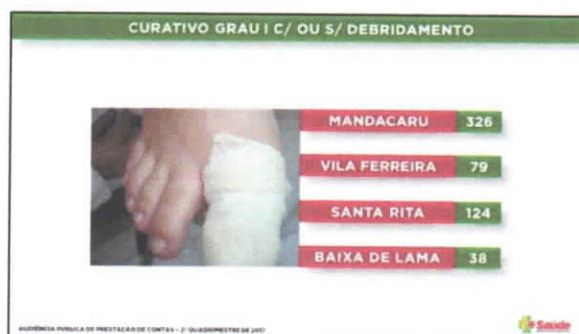 CURATIVO GRAU I C/ OU S/ DEBRIDAMENTO
MANDACARU 326
VILA FERREIRA 79
SANTA RITA 124
BAIXA DE LAMA 38
AUDIÊNCIA PÚBLICA DE PRESTAÇÃO DE CONTAS - 2º QUADRIMESTRE DE 2017
Saúde